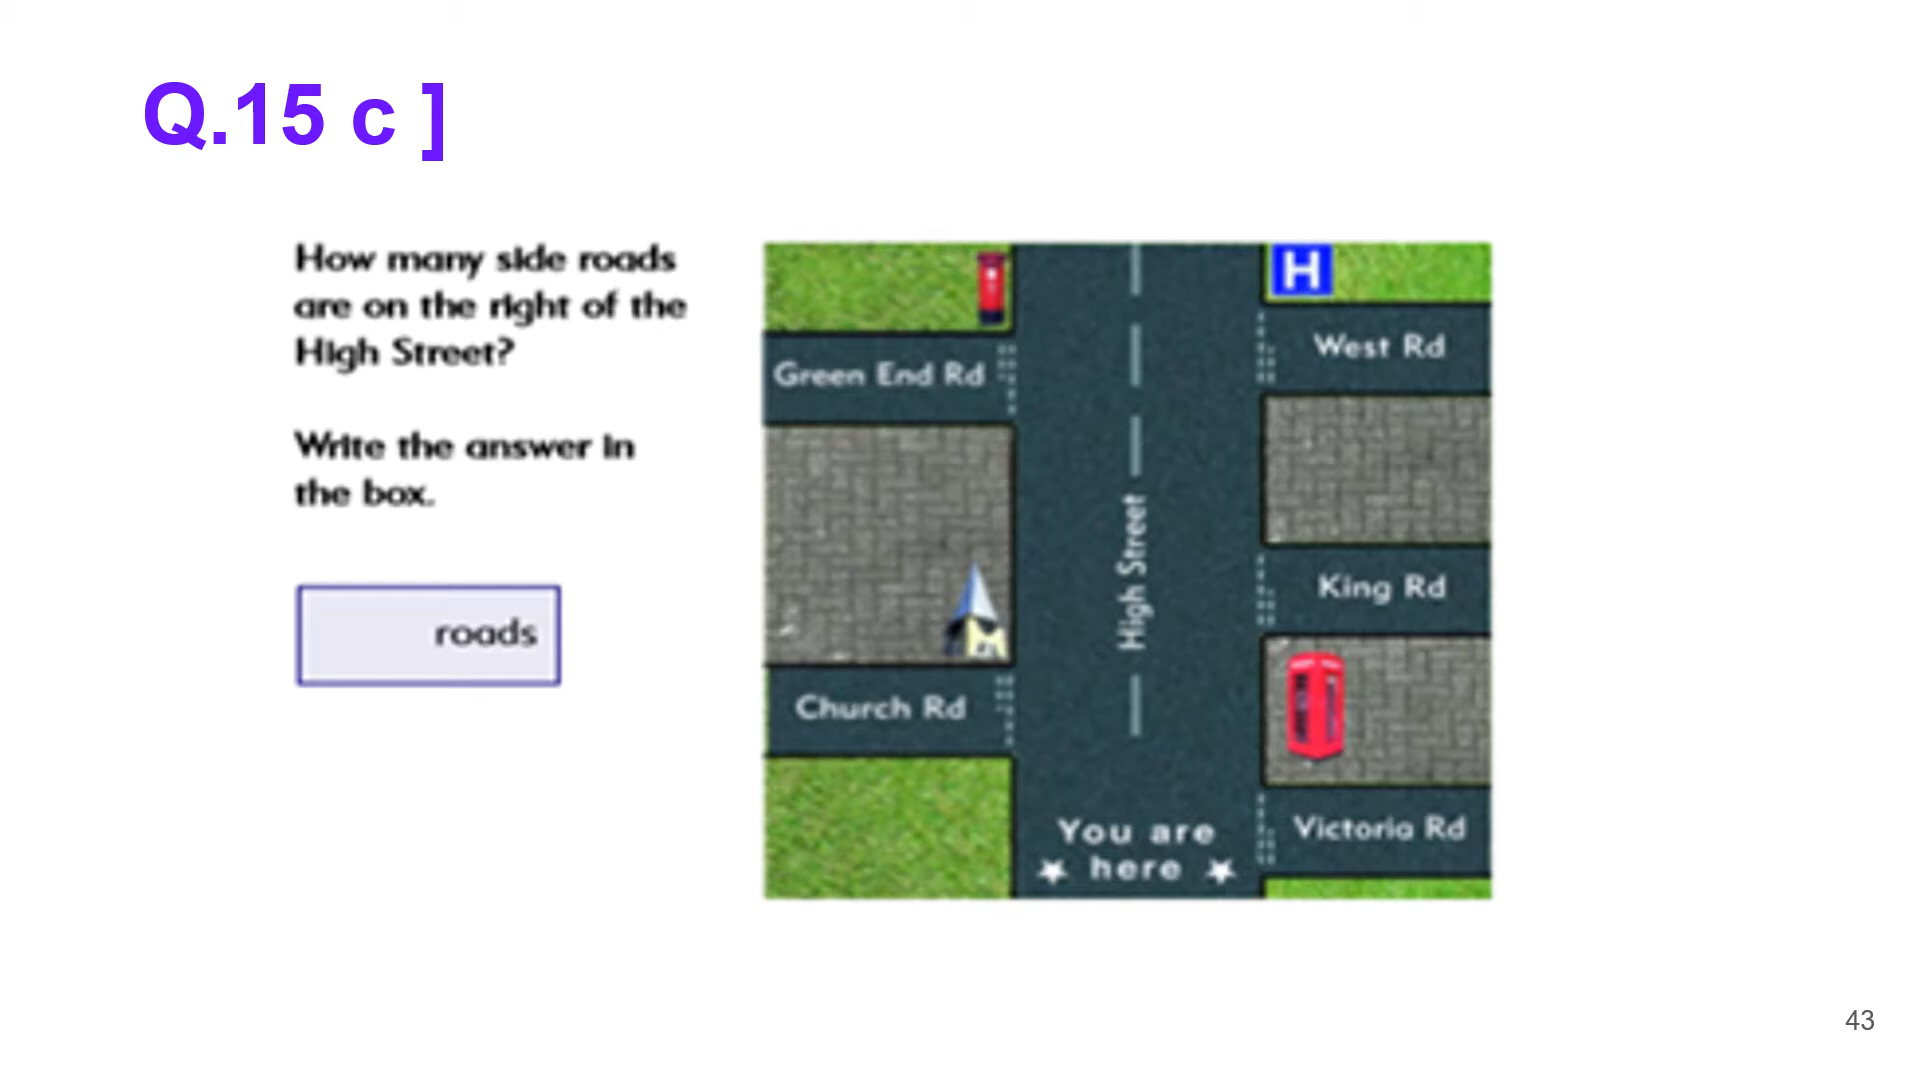 Q.15 c ]
How many side roads
are on the right of the
High Street?
Write the answer in
the box.
roads
H
West Rd
Green End Rd
High Street
King Rd
Church Rd
You are
here
Victoria Rd
43